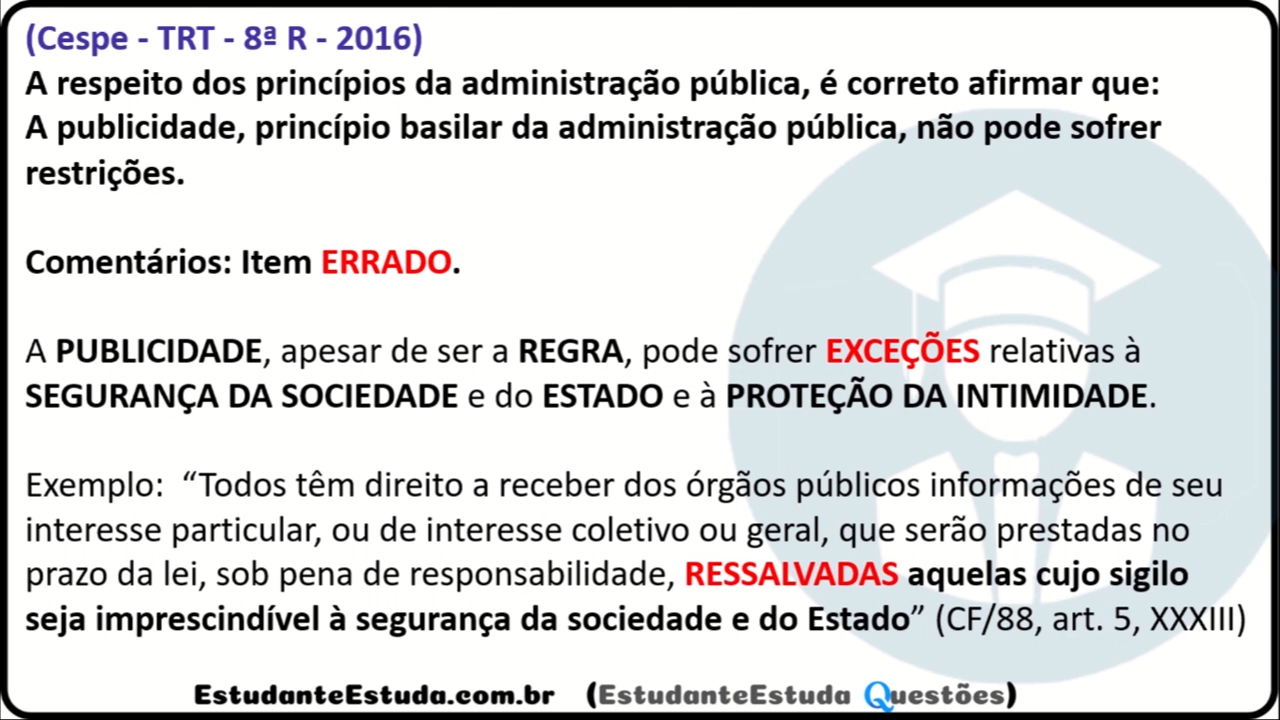 (Cespe - TRT - 8ª R - 2016)
A respeito dos princípios da administração pública, é correto afirmar que:
A publicidade, princípio basilar da administração pública, não pode sofrer
restrições.
Comentários: Item ERRADO.
A PUBLICIDADE, apesar de ser a REGRA, pode sofrer EXCEÇÕES relativas à
SEGURANÇA DA SOCIEDADE e do ESTADO e à PROTEÇÃO DA INTIMIDADE.
Exemplo:  “Todos têm direito a receber dos órgãos públicos informações de seu
interesse particular, ou de interesse coletivo ou geral, que serão prestadas no
prazo da lei, sob pena de responsabilidade, RESSALVADAS aquelas cujo sigilo
seja imprescindível à segurança da sociedade e do Estado” (CF/88, art. 5, XXXIII)
EstudanteEstuda.com.br (EstudanteEstuda Questões)